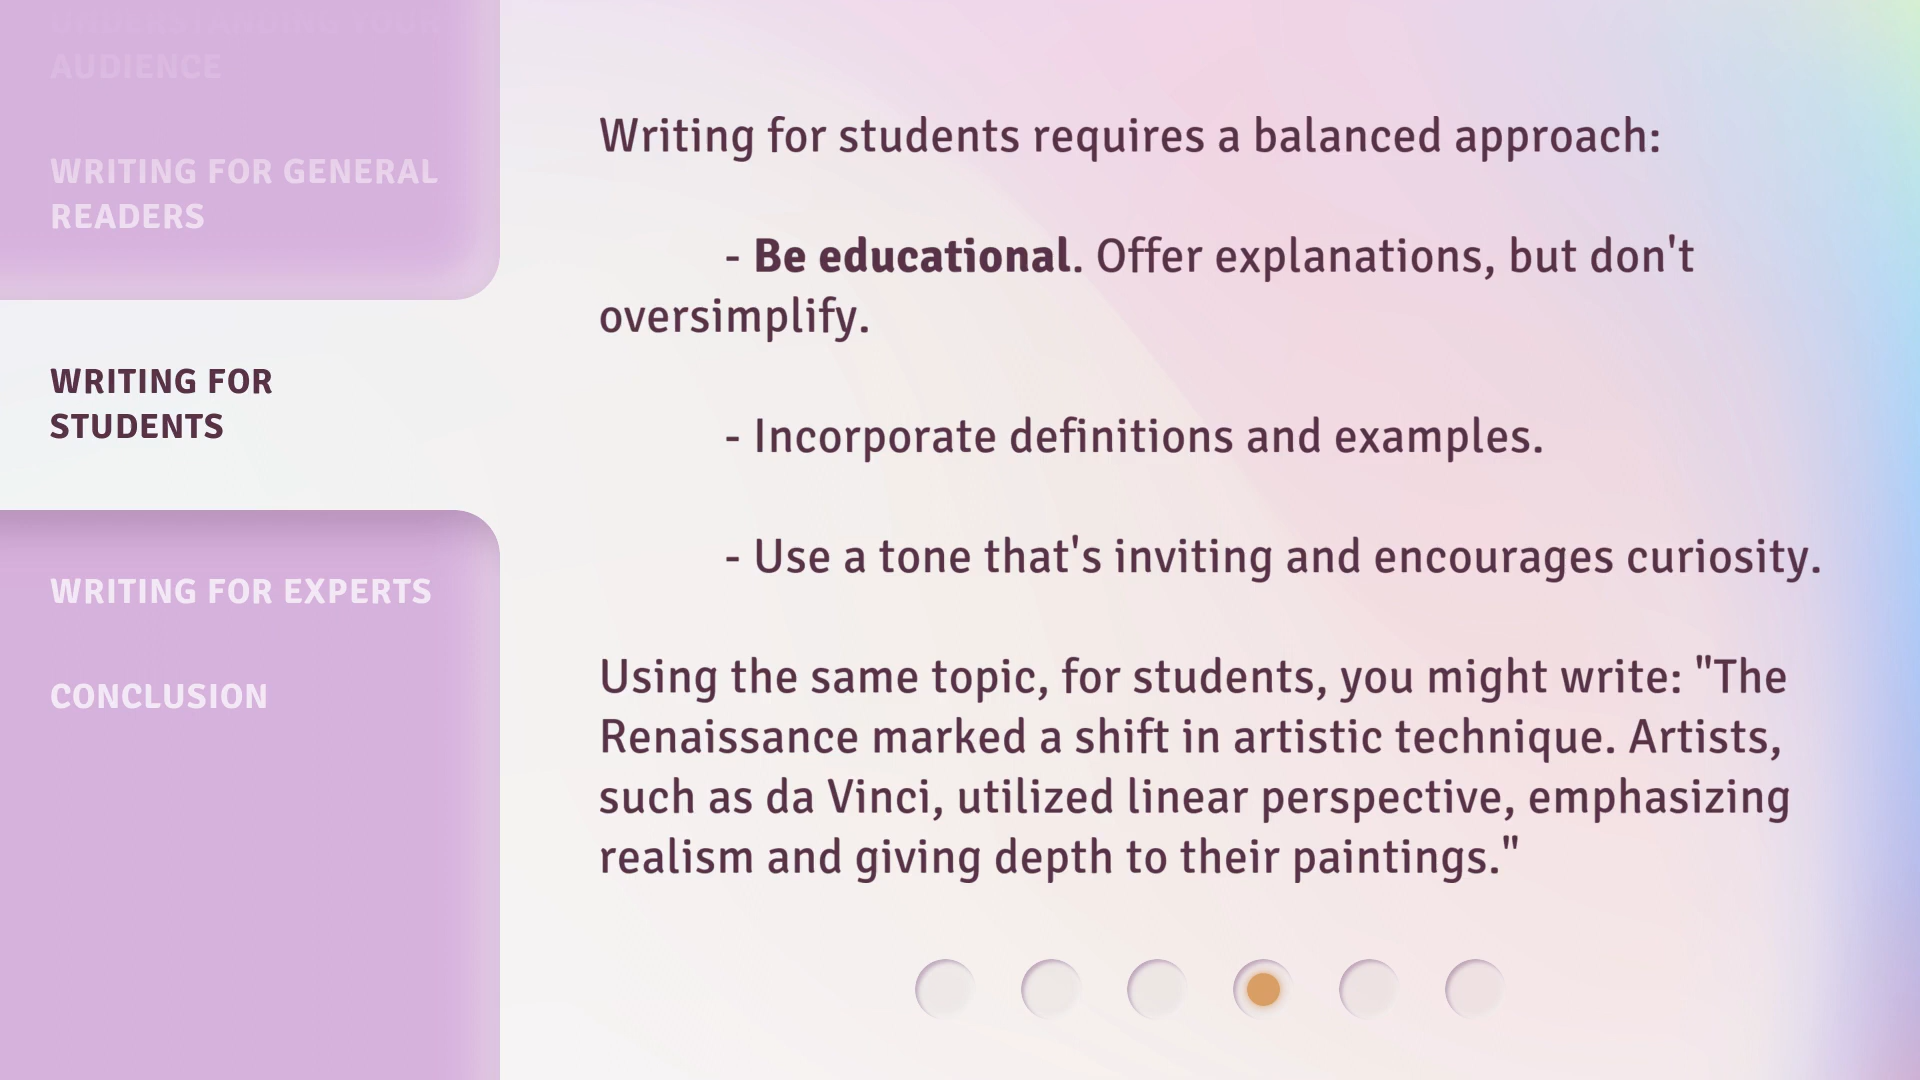 UNDERSTANDING YOUR
AUDIENCE
WRITING FOR GENERAL
READERS
WRITING FOR
STUDENTS
WRITING FOR EXPERTS
CONCLUSION
Writing for students requires a balanced approach:
- Be educational. Offer explanations, but don't
oversimplify.
- Incorporate definitions and examples.
- Use a tone that's inviting and encourages curiosity.
Using the same topic, for students, you might write: "The
Renaissance marked a shift in artistic technique. Artists,
such as da Vinci, utilized linear perspective, emphasizing
realism and giving depth to their paintings."